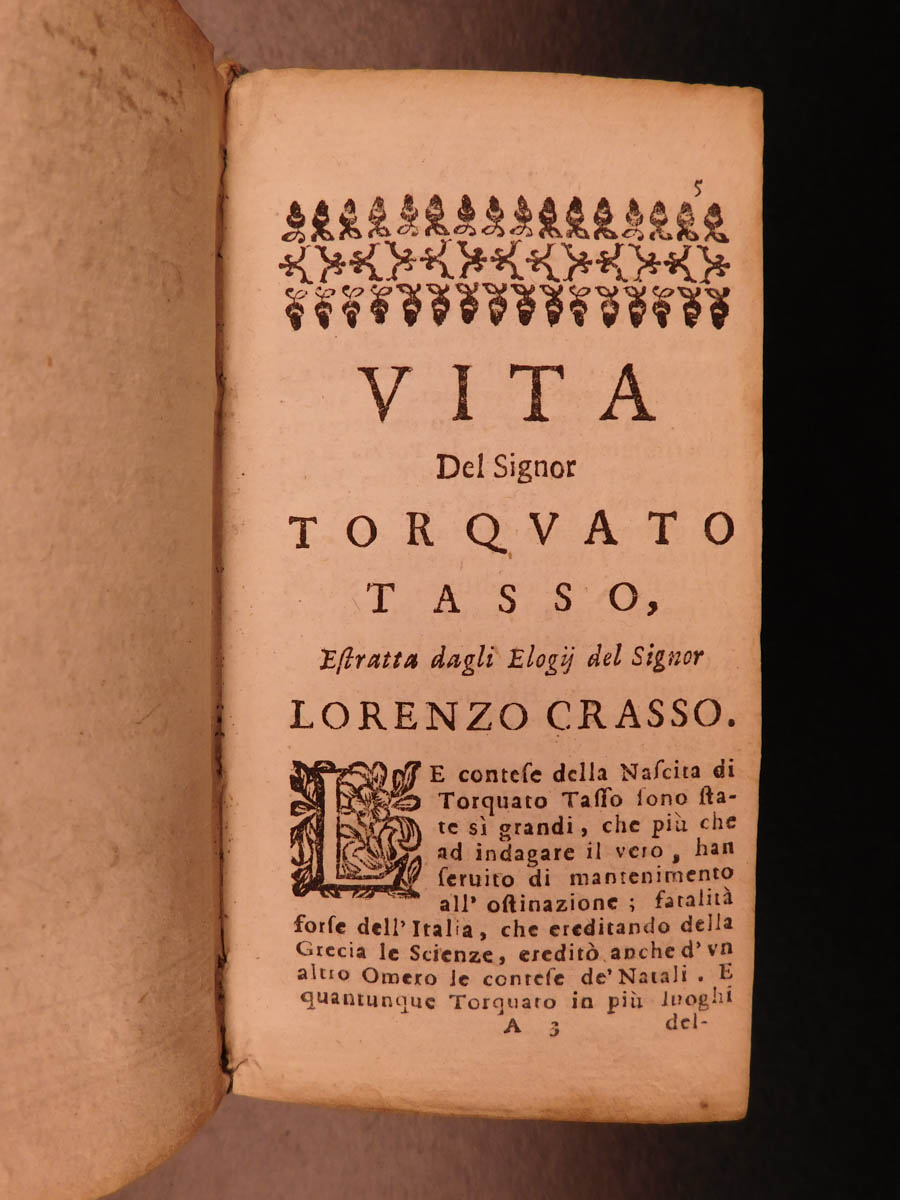 5
VITA
Del Signor
TORQVATO
TASSO,
Eſtratta dagli Elogij del Signor
LORENZO CRASSO.
LE conteſe della Naſcita di
Torquato Taſſo ſono ſta-
te sì grandi, che più che
ad indagare il vero, han
ſeruito di mantenimento
all' oſtinazione; fatalità
forſe dell'Italia, che ereditando della
Grecia le Scienze, ereditò anche d'vn
altro Omero le conteſe de'Natali. E
quantunque Torquato in più luoghi
A 3 del-